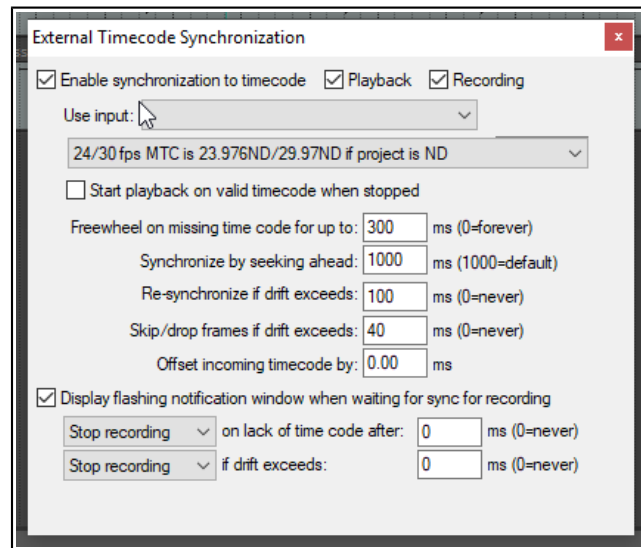 External Timecode Synchronization
x
Enable synchronization to timecode Playback Recording
Use input:
24/30 fps MTC is 23.976ND/29.97ND if project is ND
Start playback on valid timecode when stopped
Freewheel on missing time code for up to: 300 ms (0=forever)
Synchronize by seeking ahead: 1000 ms (1000=default)
Re-synchronize if drift exceeds: 100 ms (0=never)
Skip/drop frames if drift exceeds: 40 ms (0=never)
Offset incoming timecode by: 0.00 ms
Display flashing notification window when waiting for sync for recording
Stop recording on lack of time code after: 0 ms (0=never)
Stop recording if drift exceeds: 0 ms (0=never)